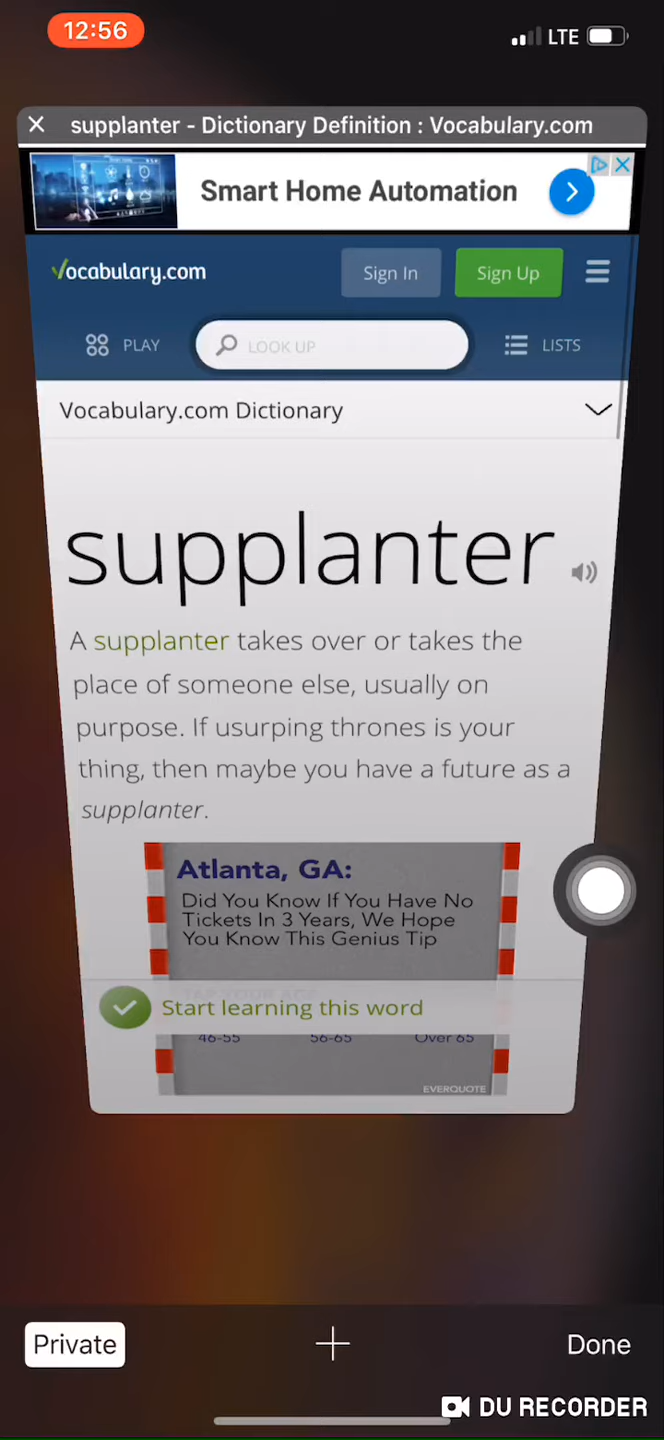 12:56
LTE
supplanter - Dictionary Definition : Vocabulary.com
Smart Home Automation
Vocabulary.com
Sign In
Sign Up
PLAY
LOOK UP
LISTS
Vocabulary.com Dictionary
supplanter
A supplanter takes over or takes the
place of someone else, usually on
purpose. If usurping thrones is your
thing, then maybe you have a future as a
supplanter.
Atlanta, GA:
Did You Know If You Have No
Tickets In 3 Years, We Hope
You Know This Genius Tip
Start learning this word
46-55 56-65 Over 65
EVERQUOTE
Private
Done
DU RECORDER